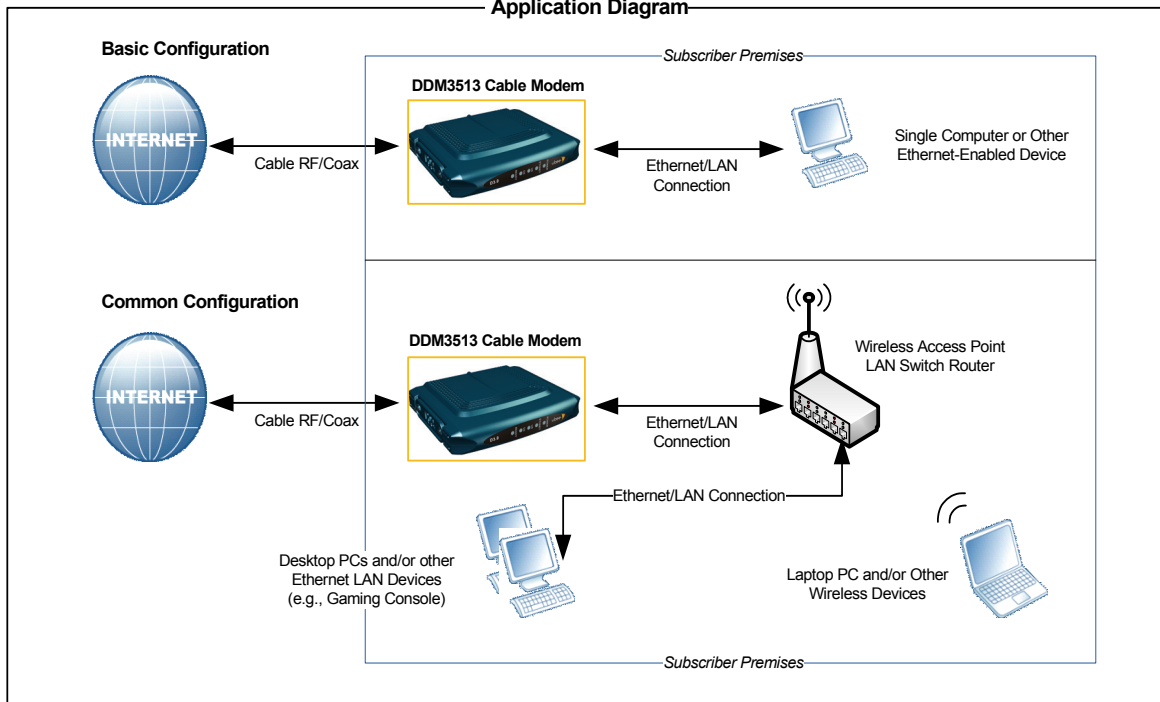 Application Diagram
Basic Configuration
Subscriber Premises
DDM3513 Cable Modem
INTERNET
Cable RF/Coax
Ethernet/LAN
Connection
Single Computer or Other
Ethernet-Enabled Device
Common Configuration
DDM3513 Cable Modem
INTERNET
Cable RF/Coax
Ethernet/LAN
Connection
Wireless Access Point
LAN Switch Router
Ethernet/LAN Connection
Desktop PCs and/or other
Ethernet LAN Devices
(e.g., Gaming Console)
Laptop PC and/or Other
Wireless Devices
Subscriber Premises